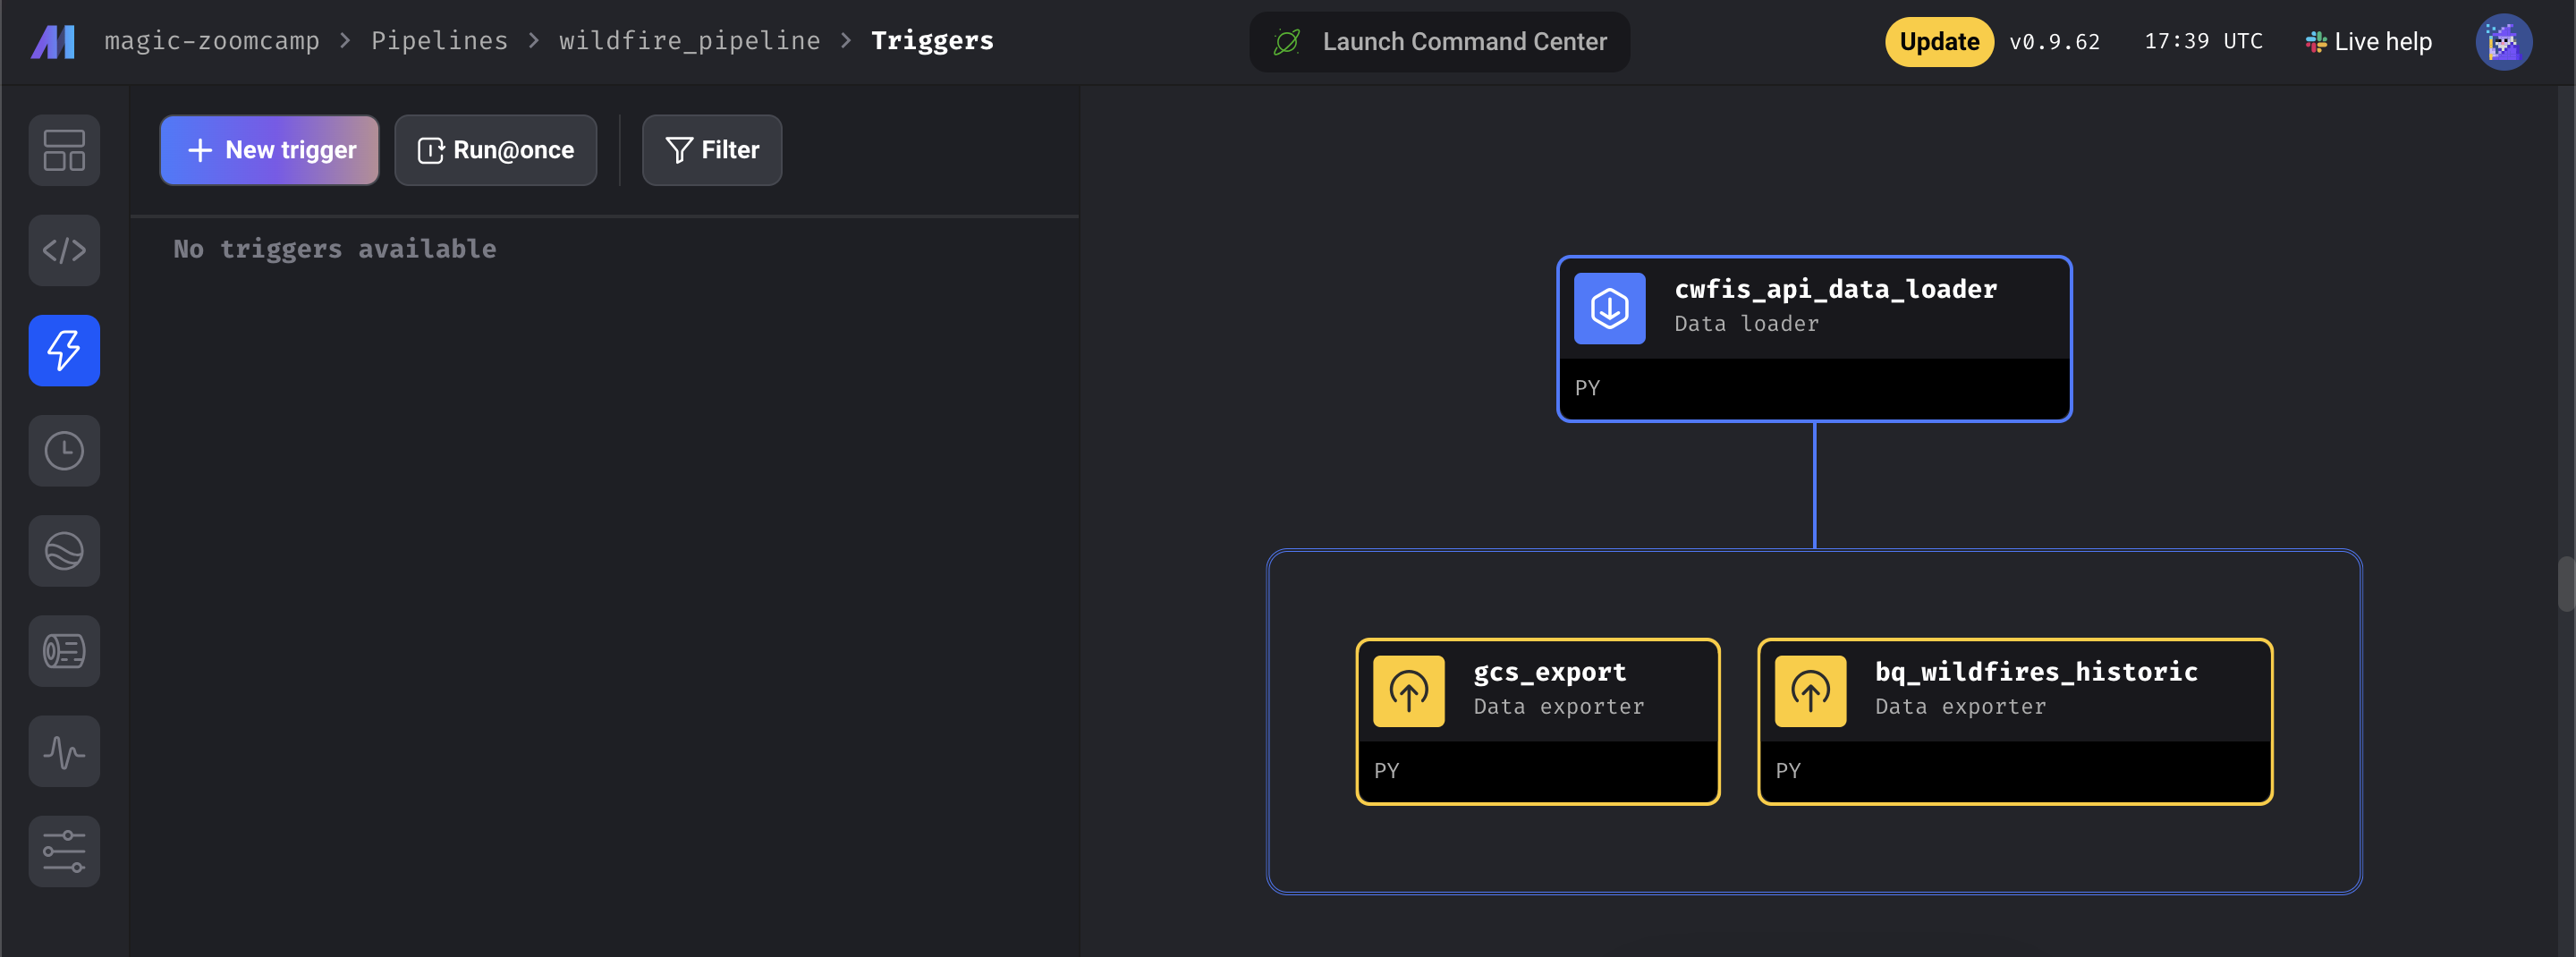 magic-zoomcamp > Pipelines > wildfire_pipeline > Triggers
Launch Command Center
Update v0.9.62 17:39 UTC Live help
New trigger Run@once Filter
No triggers available
cwfis_api_data_loader
Data loader
PY
gcs_export
Data exporter
PY
bq_wildfires_historic
Data exporter
PY